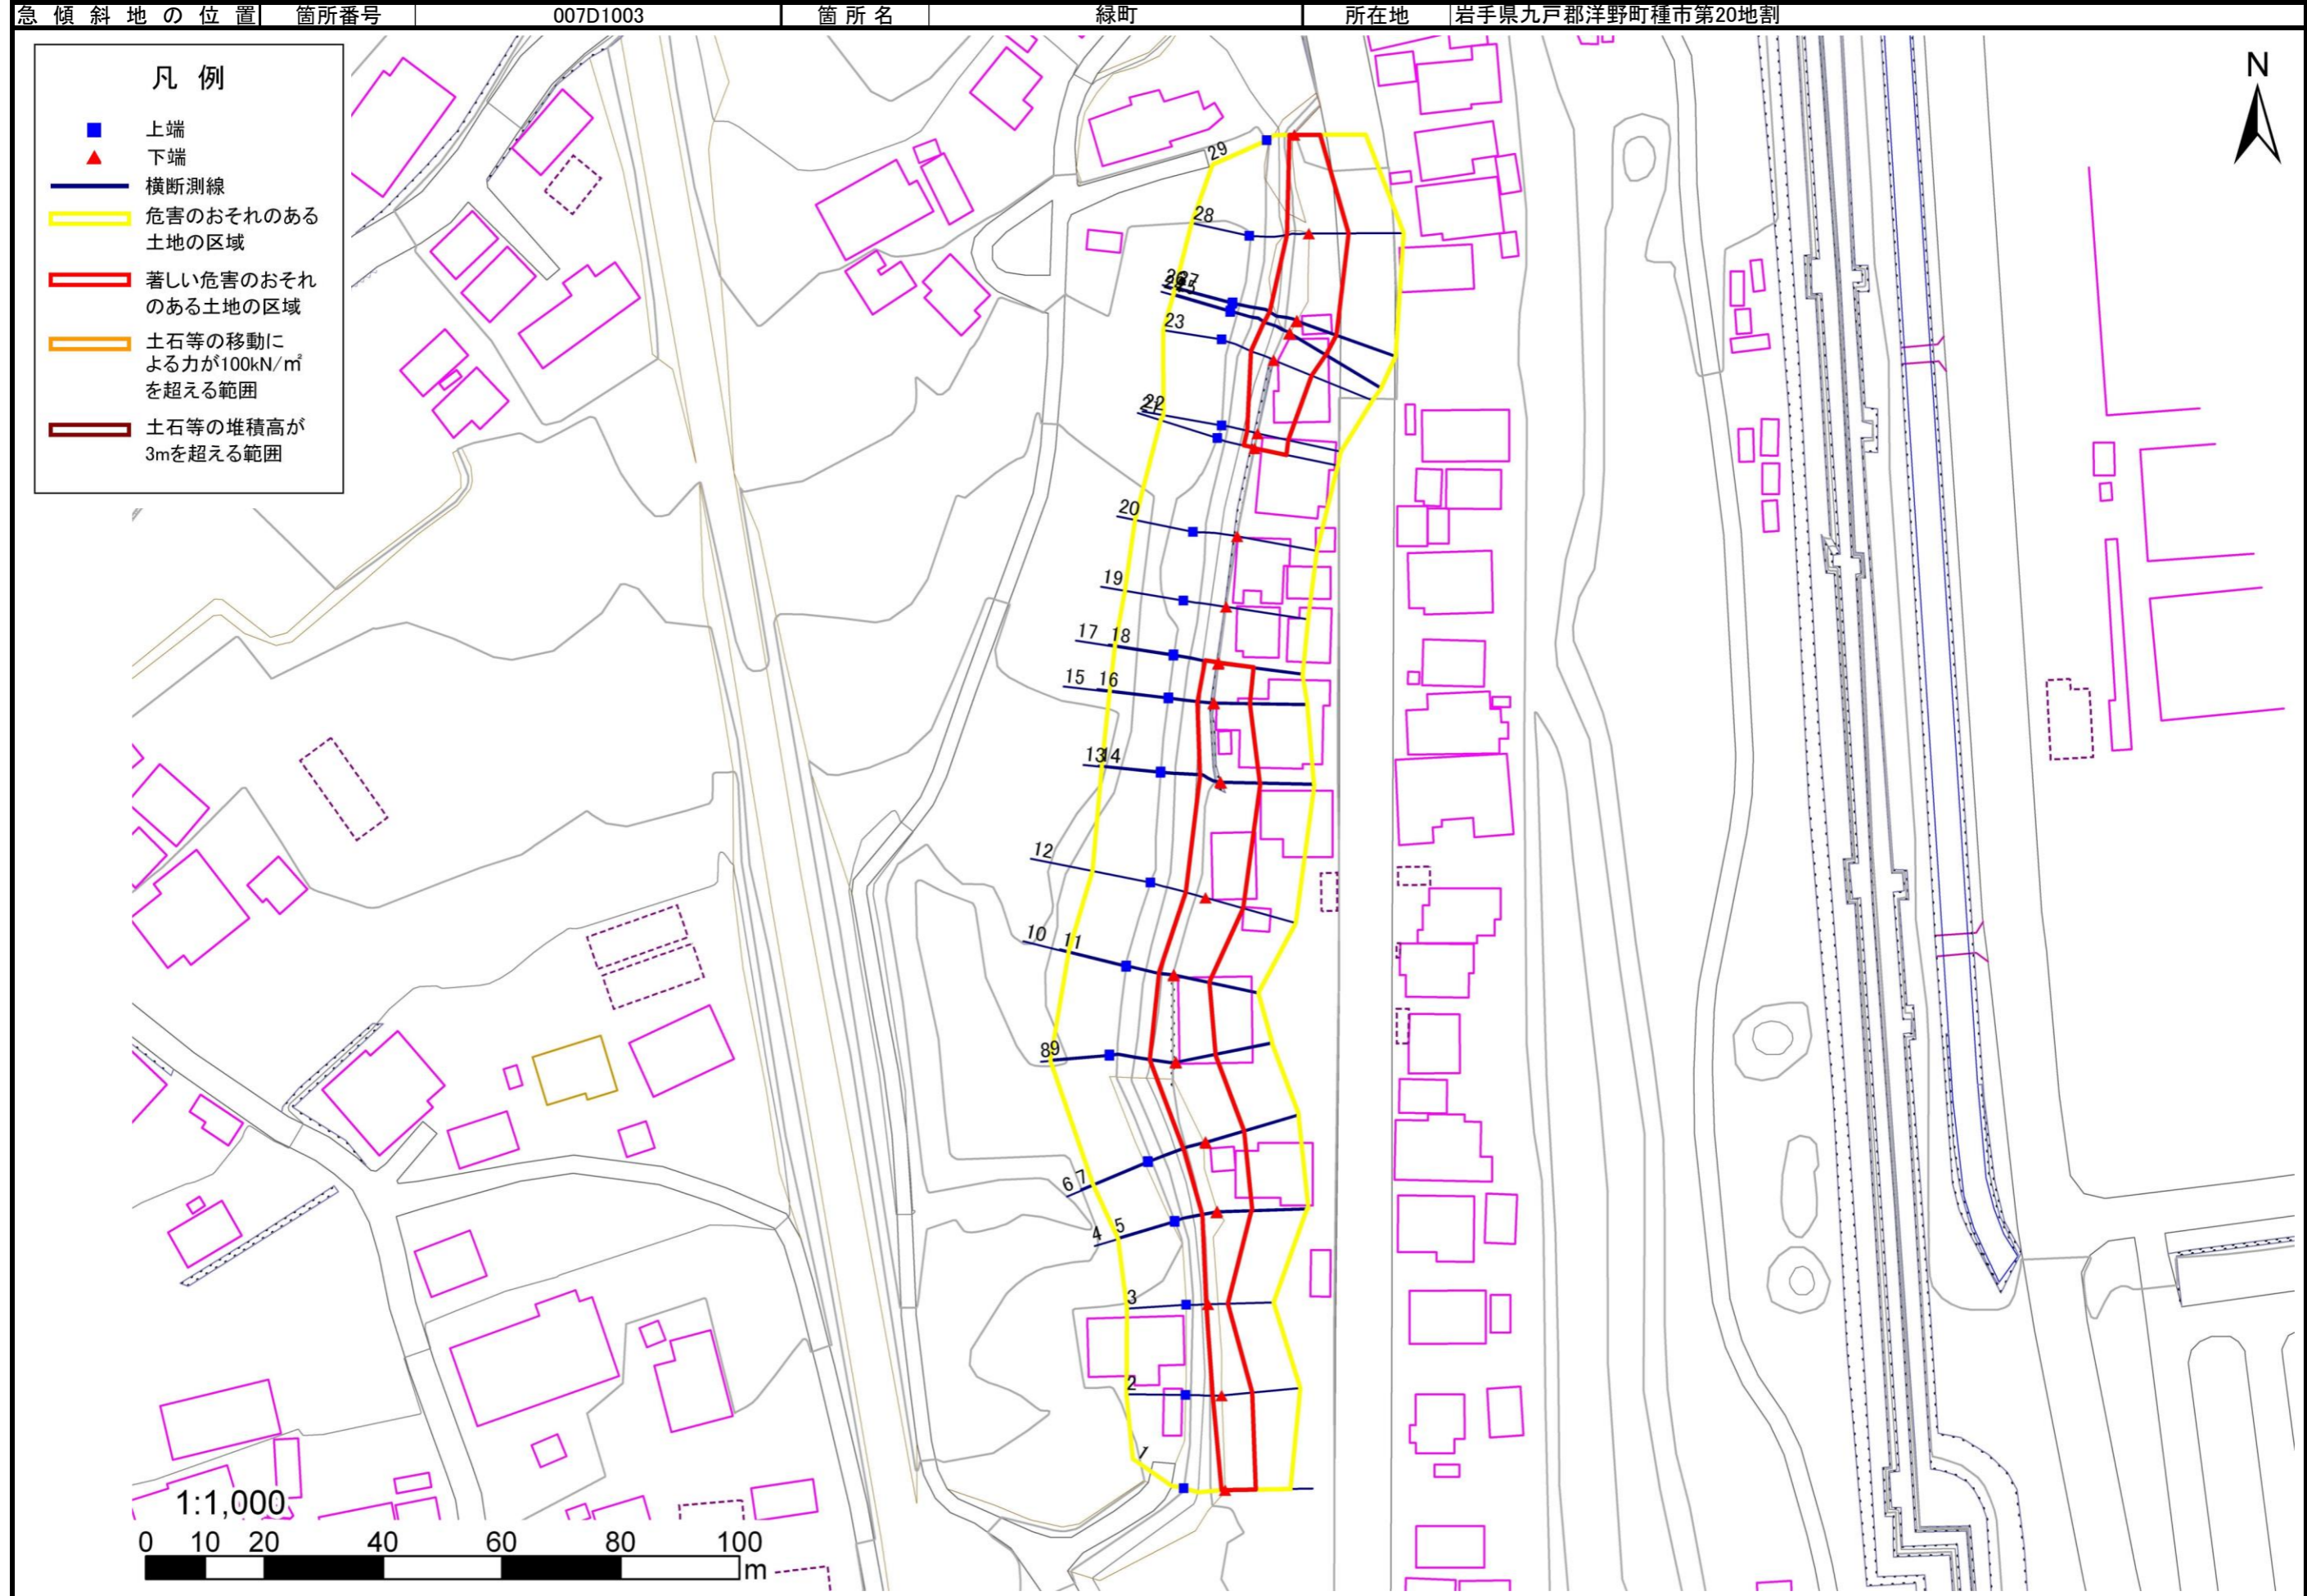 急傾斜地の位置 箇所番号 007D1003 箇所名 緑町 所在地 岩手県九戸郡洋野町種市第20地割
凡 例
上端
下端
横断測線
危害のおそれのある
土地の区域
著しい危害のおそれ
のある土地の区域
土石等の移動に
よる力が100kN/㎡
を超える範囲
土石等の堆積高が
3mを超える範囲
N
29
28
23
22
20
19
17 18
15 16
13 14
12
10 11
8 9
6 7
4 5
3
2
1
1:1,000
0 10 20 40 60 80 100
m